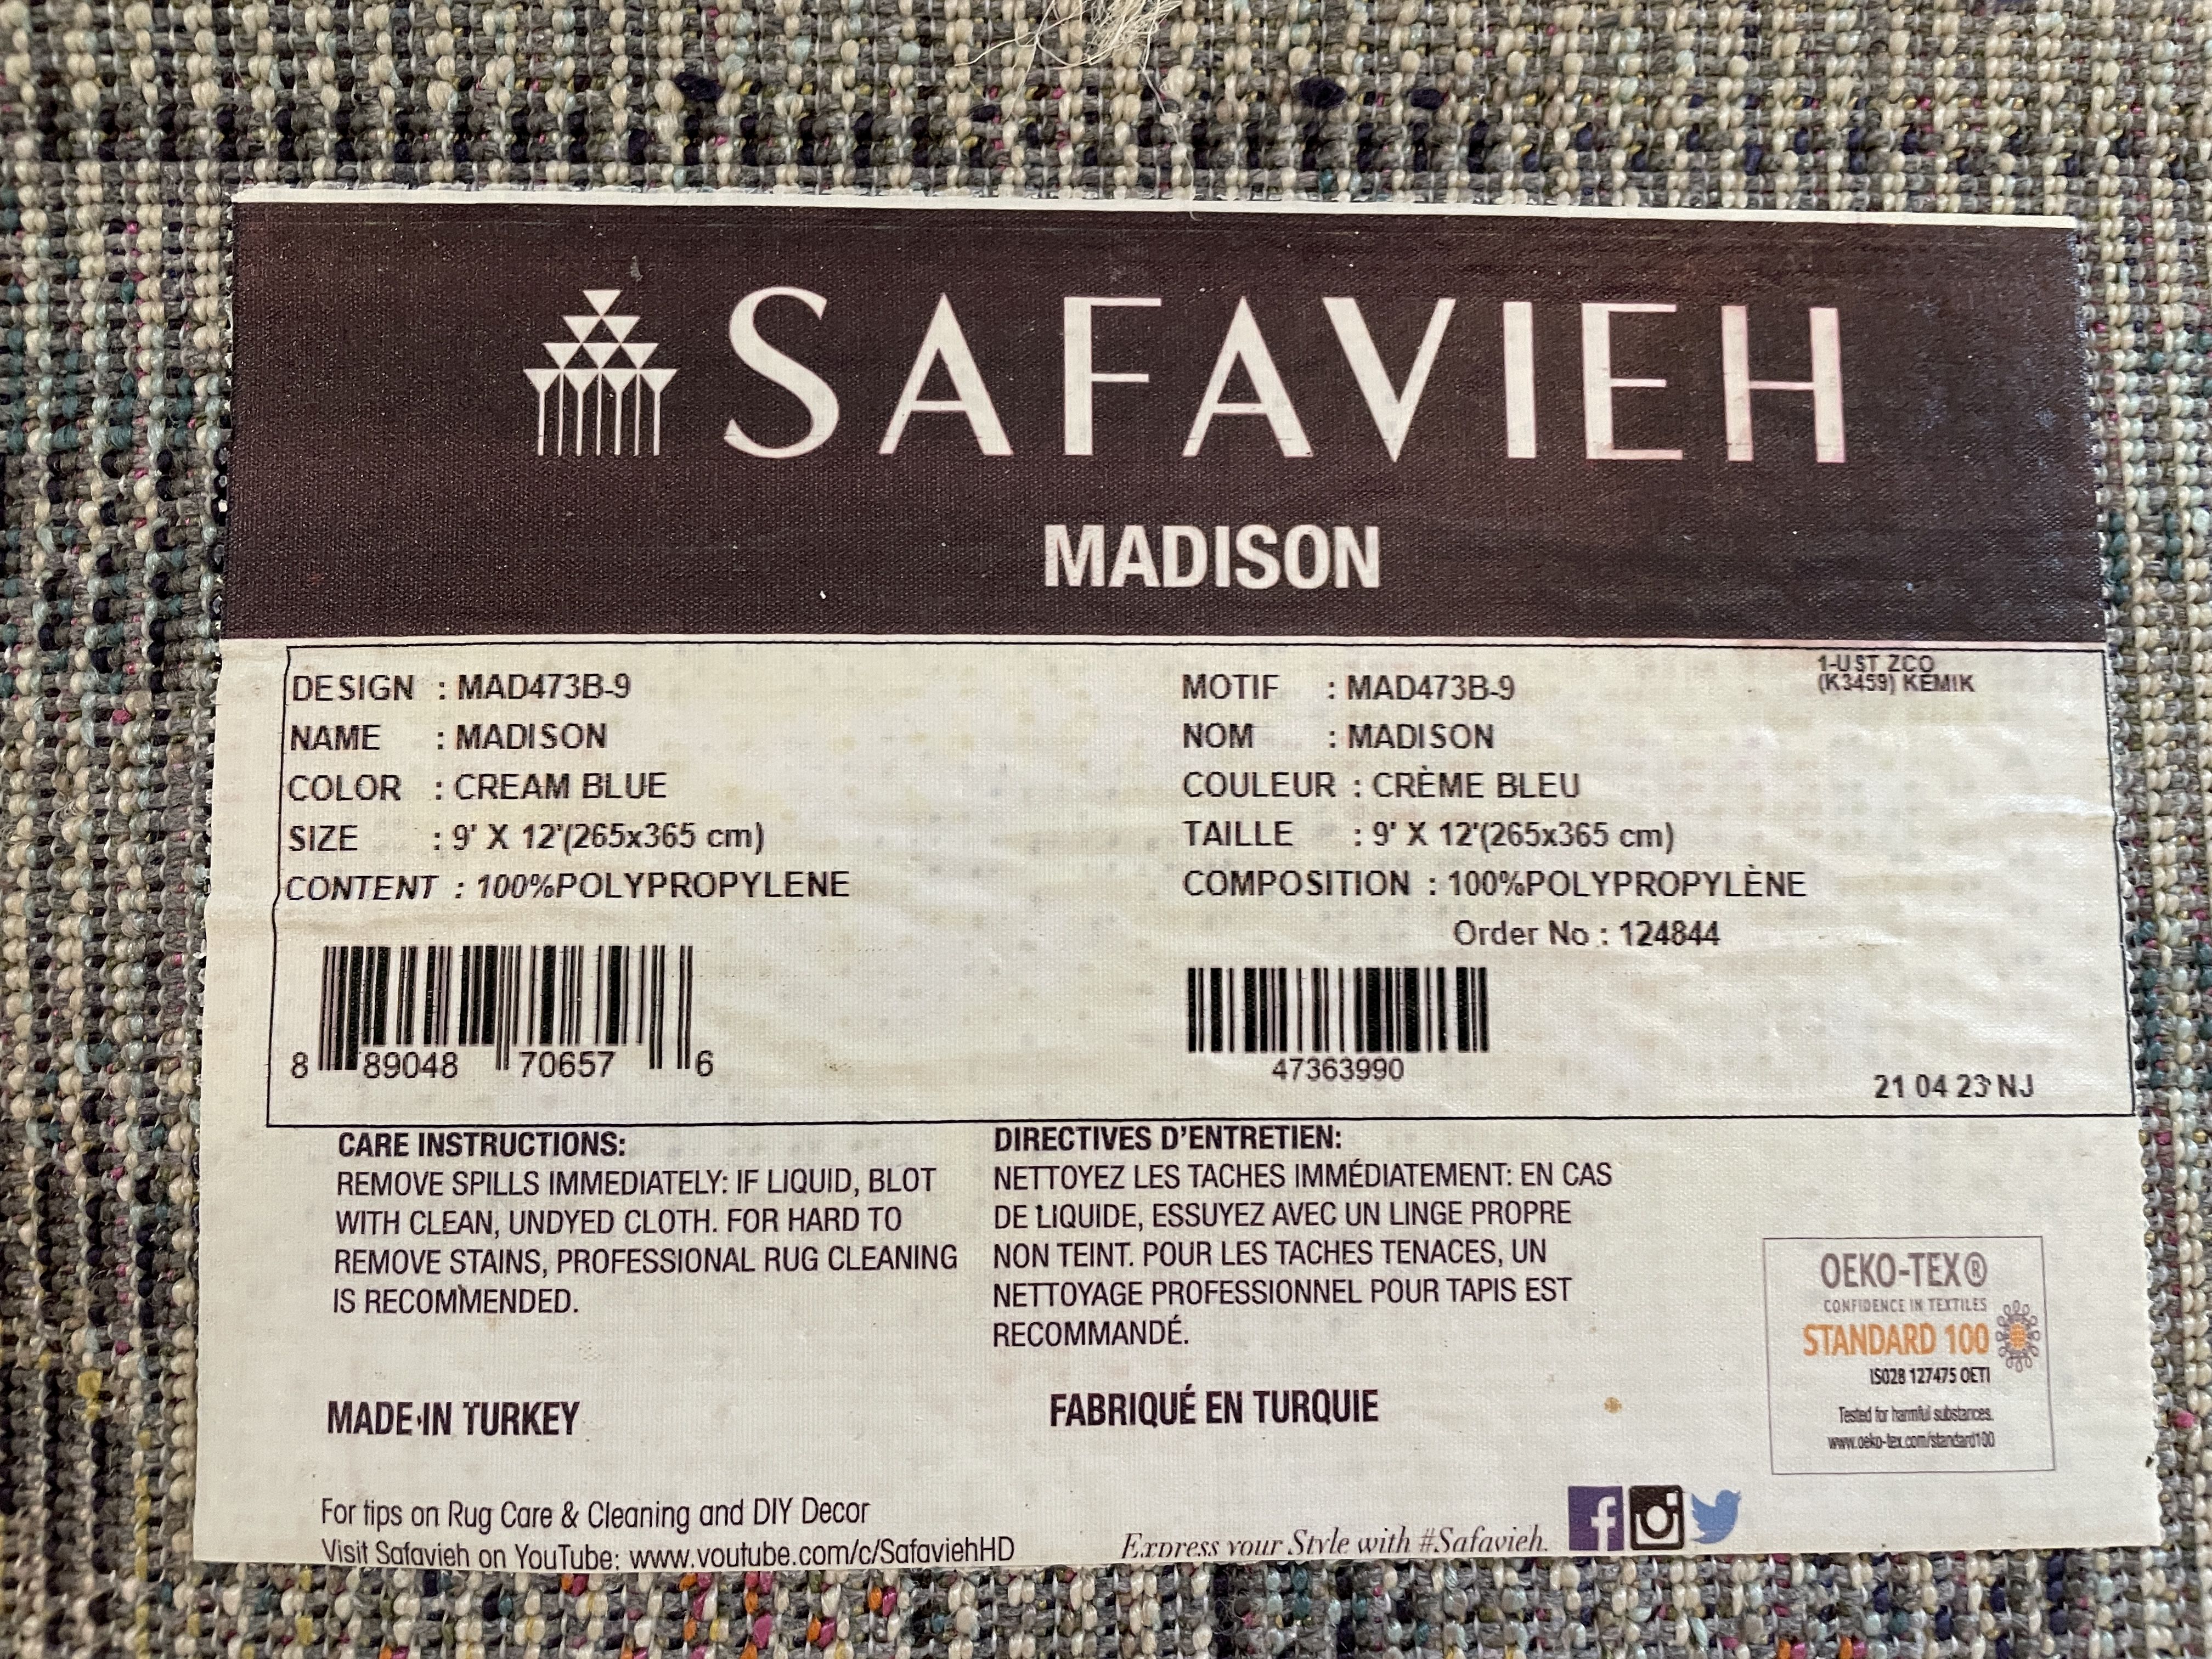 SAFAVIEH
MADISON
1-UST ZCO
(K3459) KEMIK
DESIGN : MAD473B-9
NAME : MADISON
COLOR : CREAM BLUE
SIZE : 9' X 12'(265x365 cm)
CONTENT : 100%POLYPROPYLENE
MOTIF : MAD473B-9
NOM : MADISON
COULEUR : CRÈME BLEU
TAILLE : 9' X 12'(265x365 cm)
COMPOSITION : 100%POLYPROPYLÈNE
Order No : 124844
8 89048 70657 6
47363990
21 04 23 NJ
CARE INSTRUCTIONS:
REMOVE SPILLS IMMEDIATELY: IF LIQUID, BLOT
WITH CLEAN, UNDYED CLOTH. FOR HARD TO
REMOVE STAINS, PROFESSIONAL RUG CLEANING
IS RECOMMENDED.
DIRECTIVES D'ENTRETIEN:
NETTOYEZ LES TACHES IMMÉDIATEMENT: EN CAS
DE LIQUIDE, ESSUYEZ AVEC UN LINGE PROPRE
NON TEINT. POUR LES TACHES TENACES, UN
NETTOYAGE PROFESSIONNEL POUR TAPIS EST
RECOMMANDÉ.
MADE IN TURKEY
FABRIQUÉ EN TURQUIE
OEKO-TEX®
CONFIDENCE IN TEXTILES
STANDARD 100
IS028 127475 OETI
Tested for harmful substances.
www.oeko-tex.com/standard100
For tips on Rug Care & Cleaning and DIY Decor
Visit Safavieh on YouTube: www.youtube.com/c/SafaviehHD
Express your Style with #Safavieh.